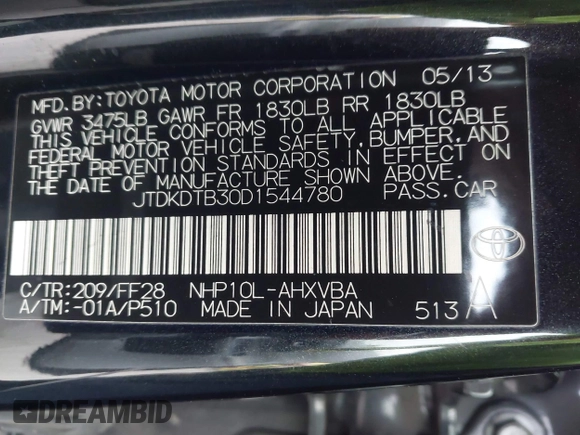 MFD.BY:TOYOTA MOTOR CORPORATION 05/13
GVWR 3475LB GAWR FR 1830LB RR 1830LB
THIS VEHICLE CONFORMS TO ALL APPLICABLE
FEDERAL MOTOR VEHICLE SAFETY,BUMPER,AND
THEFT PREVENTION STANDARDS IN EFFECT ON
THE DATE OF MANUFACTURE SHOWN ABOVE.
JTDKDTB30D1544780 PASS.CAR
C/TR:209/FF28 NHP10L-AHXVBA
A/TM:-01A/P510 MADE IN JAPAN 513 A
DREAMBID